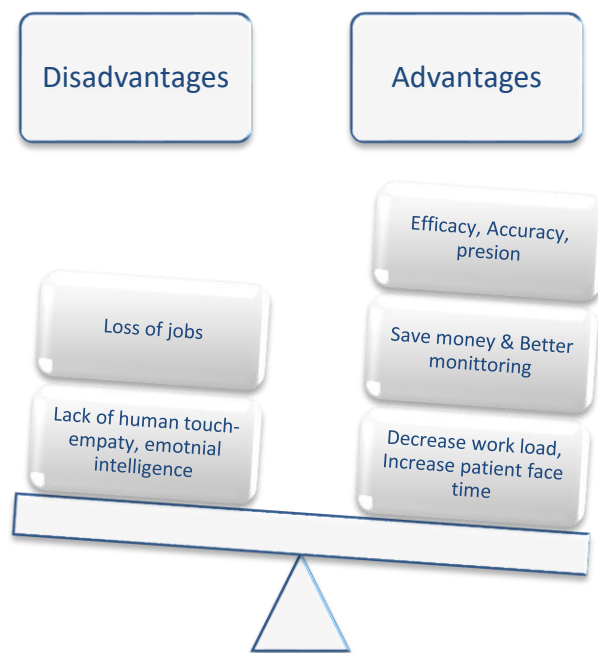 Disadvantages
Advantages
Efficacy, Accuracy,
presion
Loss of jobs
Save money & Better
monittoring
Lack of human touch-
empaty, emotnial
intelligence
Decrease work load,
Increase patient face
time